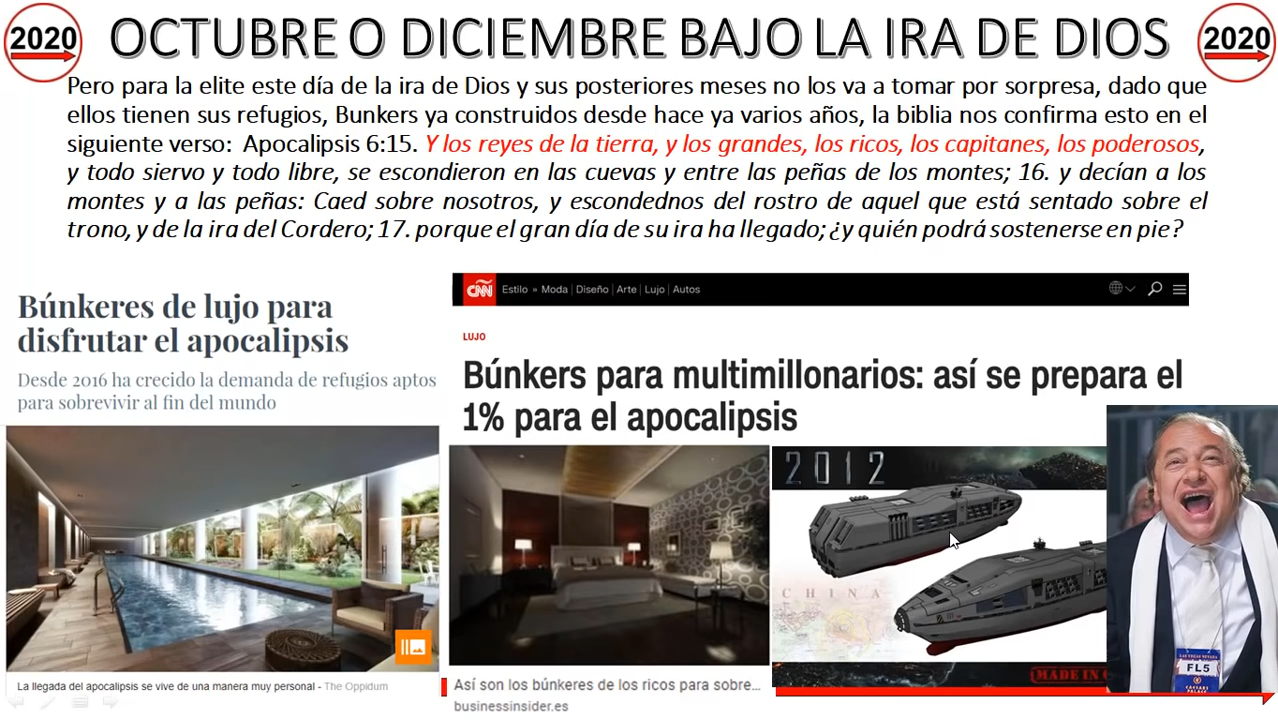 2020
OCTUBRE O DICIEMBRE BAJO LA IRA DE DIOS
2020
Pero para la elite este día de la ira de Dios y sus posteriores meses no los va a tomar por sorpresa, dado que
ellos tienen sus refugios, Bunkers ya construidos desde hace ya varios años, la biblia nos confirma esto en el
siguiente verso: Apocalipsis 6:15. Y los reyes de la tierra, y los grandes, los ricos, los capitanes, los poderosos,
y todo siervo y todo libre, se escondieron en las cuevas y entre las peñas de los montes; 16. y decían a los
montes y a las peñas: Caed sobre nosotros, y escondednos del rostro de aquel que está sentado sobre el
trono, y de la ira del Cordero; 17. porque el gran día de su ira ha llegado; ¿y quién podrá sostenerse en pie?
Búnkeres de lujo para
disfrutar el apocalipsis
Desde 2016 ha crecido la demanda de refugios aptos
para sobrevivir al fin del mundo
La llegada del apocalipsis se vive de una manera muy personal - The Oppidum
CNN Estilo » Moda | Diseño | Arte | Lujo | Autos
LUJO
Búnkers para multimillonarios: así se prepara el
1% para el apocalipsis
Así son los búnkeres de los ricos para sobre...
businessinsider.es
2012
CHINA
MADE IN
LAS VEGAS NEVADA
FL5
CAESARS
PALACE